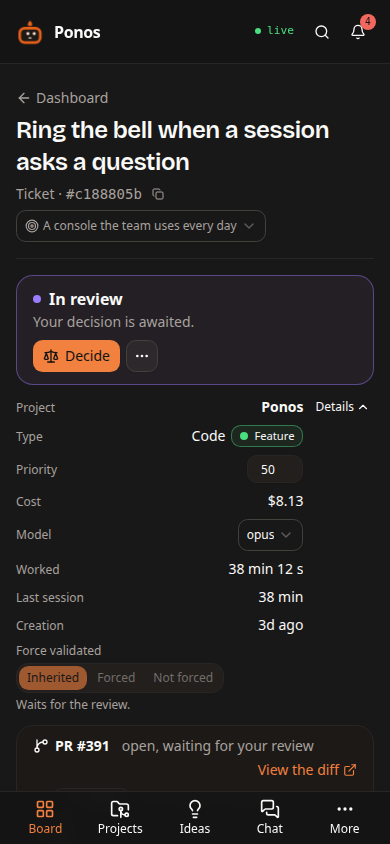 Ponos
live
4
Dashboard
Ring the bell when a session
asks a question
Ticket · #c188805b
A console the team uses every day
In review
Your decision is awaited.
Decide
Project Ponos Details
Type Code Feature
Priority 50
Cost $8.13
Model opus
Worked 38 min 12 s
Last session 38 min
Creation 3d ago
Force validated
Inherited Forced Not forced
Waits for the review.
PR #391 open, waiting for your review
View the diff
Board Projects Ideas Chat More